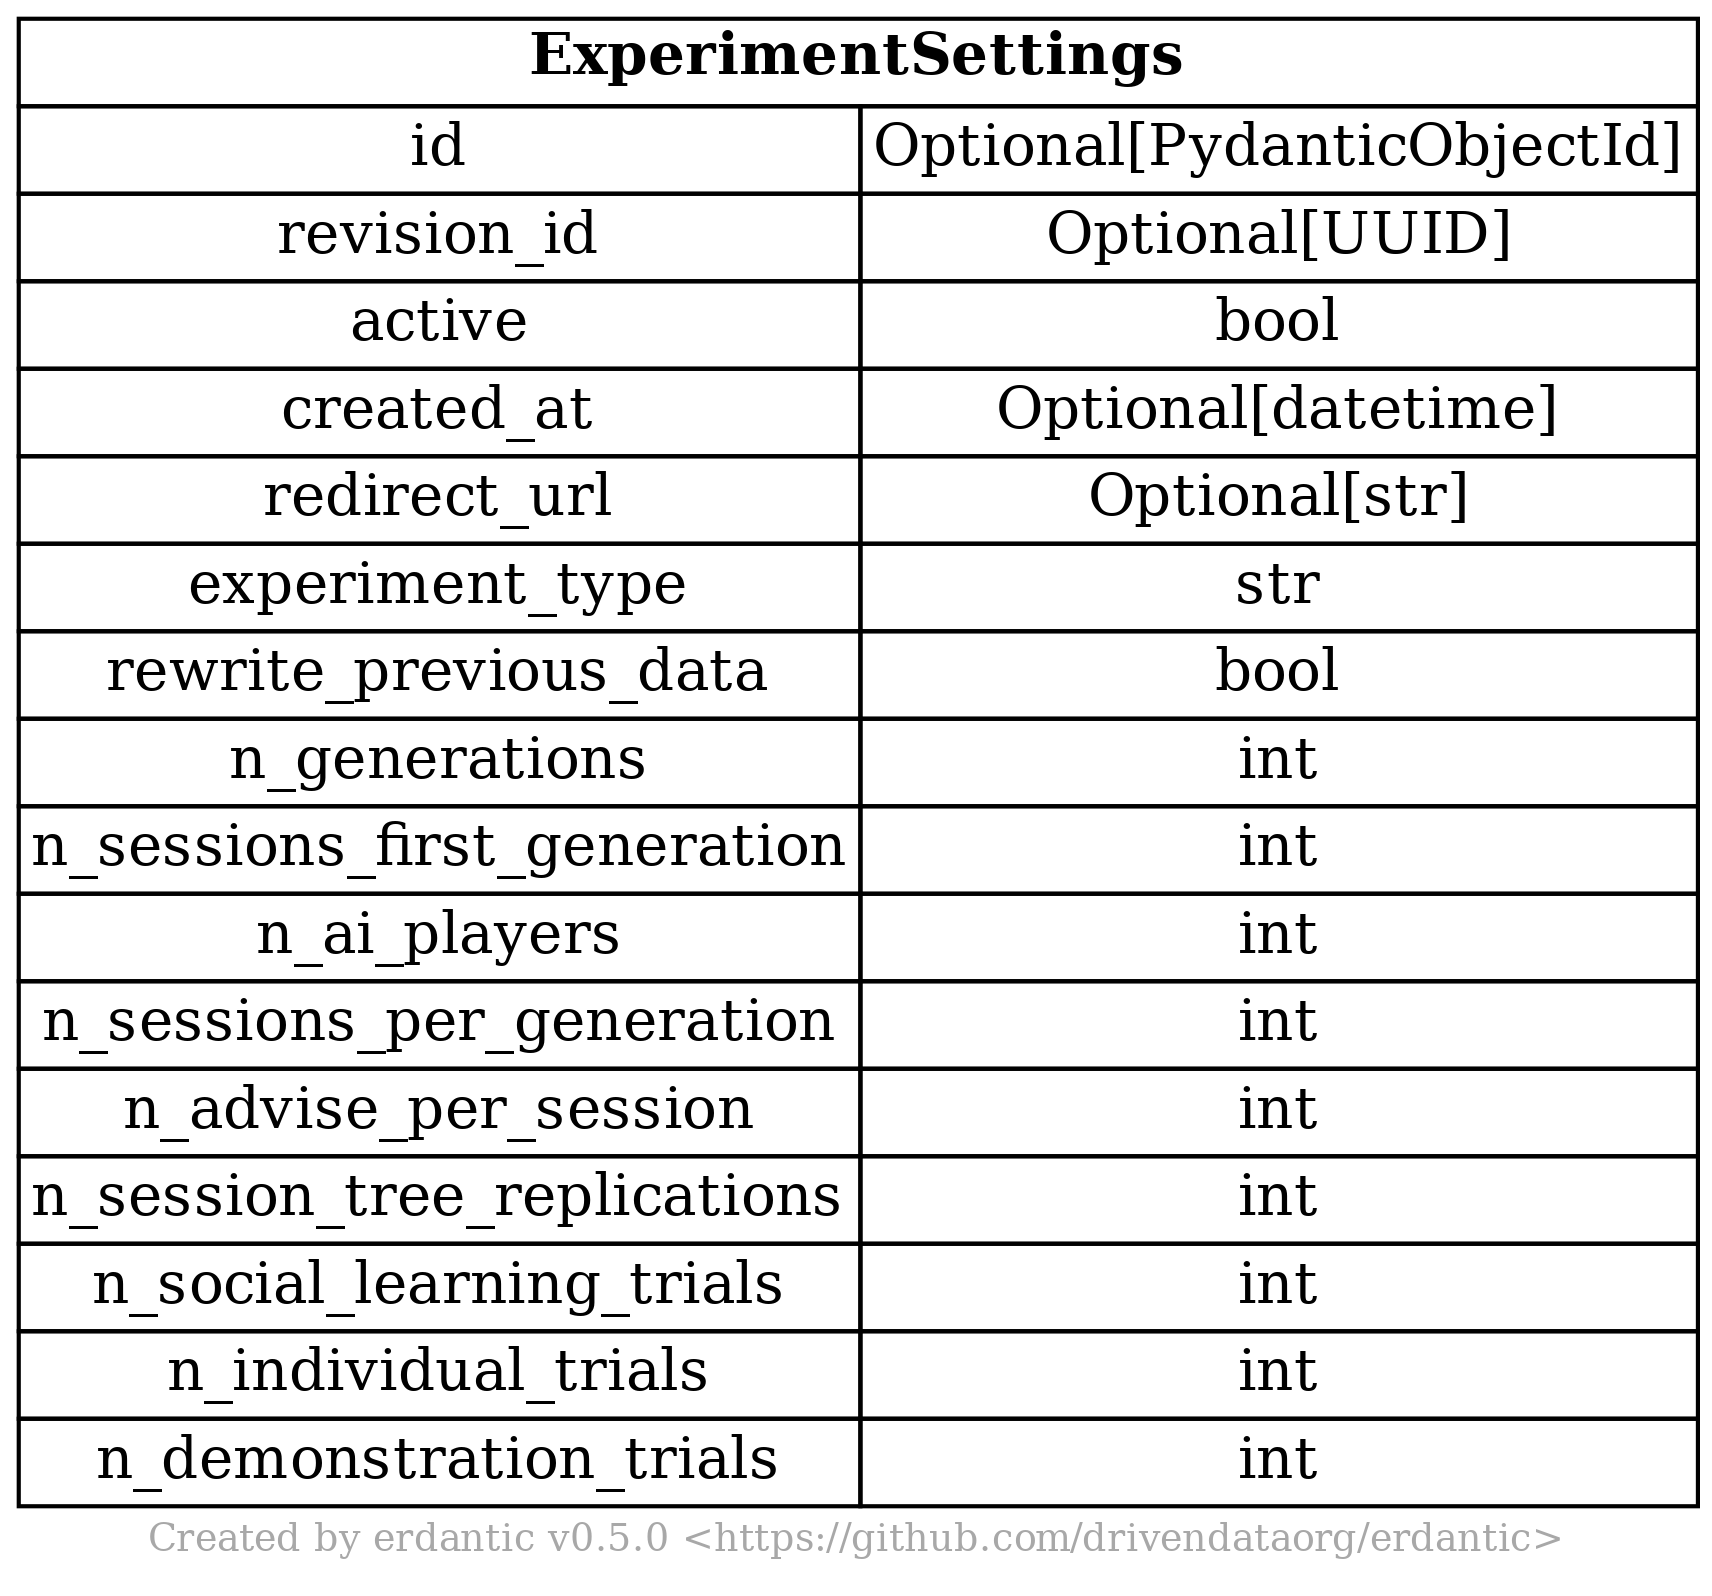 ExperimentSettings
id Optional[PydanticObjectId]
revision_id Optional[UUID]
active bool
created_at Optional[datetime]
redirect_url Optional[str]
experiment_type str
rewrite_previous_data bool
n_generations int
n_sessions_first_generation int
n_ai_players int
n_sessions_per_generation int
n_advise_per_session int
n_session_tree_replications int
n_social_learning_trials int
n_individual_trials int
n_demonstration_trials int
Created by erdantic v0.5.0 <https://github.com/drivendataorg/erdantic>